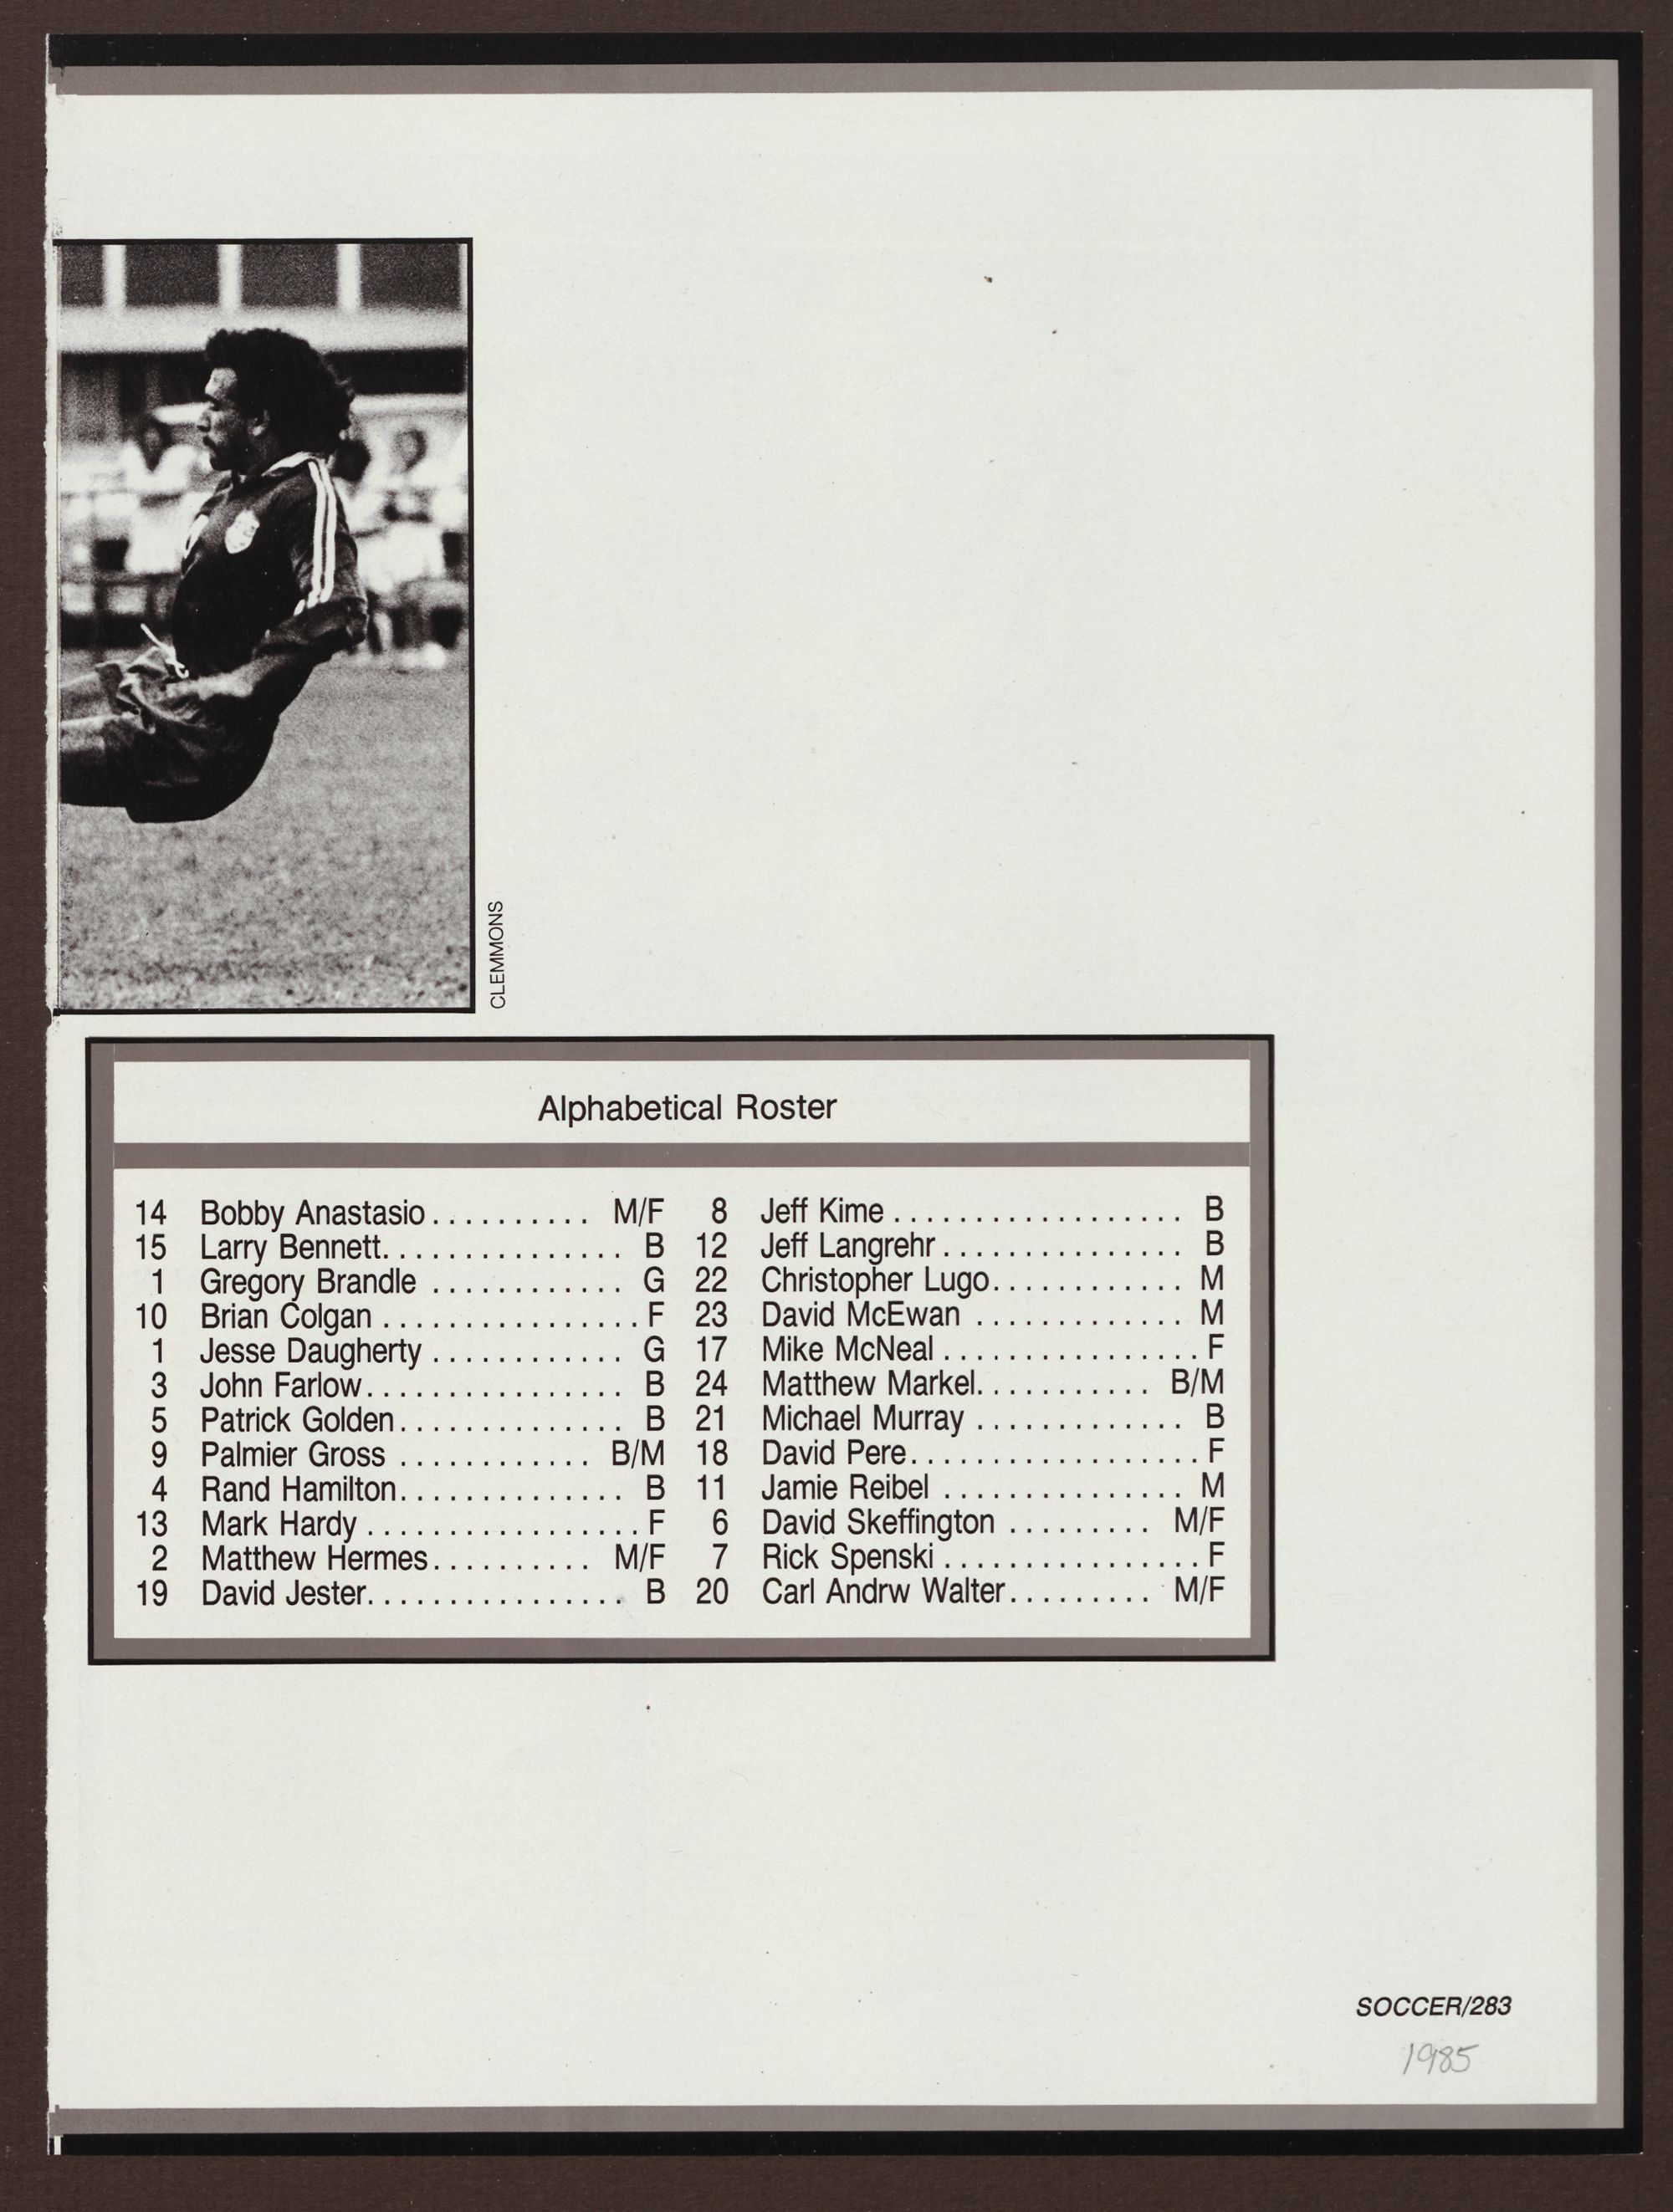 CLEMMONS
Alphabetical Roster
14 Bobby Anastasio.......... M/F
15 Larry Bennett............... B
1 Gregory Brandle ............ G
10 Brian Colgan ................ F
1 Jesse Daugherty ............ G
3 John Farlow................ B
5 Patrick Golden.............. B
9 Palmier Gross ............ B/M
4 Rand Hamilton.............. B
13 Mark Hardy ................. F
2 Matthew Hermes.......... M/F
19 David Jester................ B
8 Jeff Kime .................. B
12 Jeff Langrehr............... B
22 Christopher Lugo............ M
23 David McEwan ............. M
17 Mike McNeal ................ F
24 Matthew Markel........... B/M
21 Michael Murray ............. B
18 David Pere.................. F
11 Jamie Reibel ............... M
6 David Skeffington ......... M/F
7 Rick Spenski ................ F
20 Carl Andrw Walter......... M/F
SOCCER/283
1985